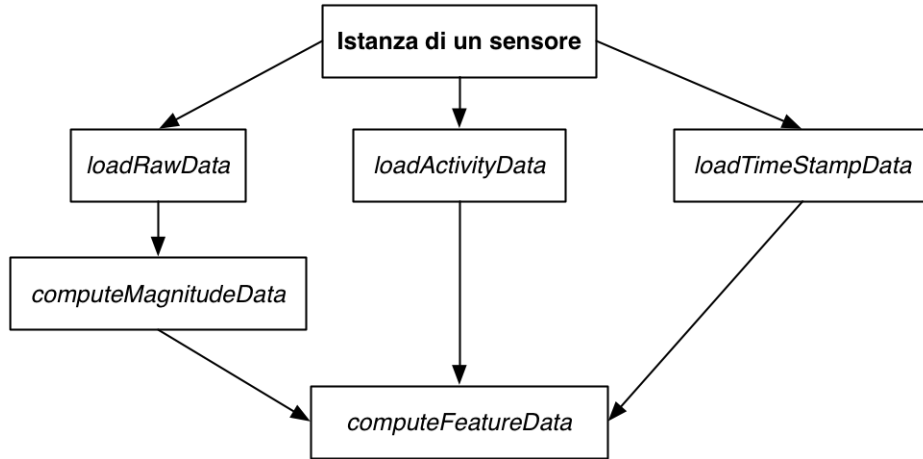 Istanza di un sensore
loadRawData
loadActivityData
loadTimeStampData
computeMagnitudeData
computeFeatureData